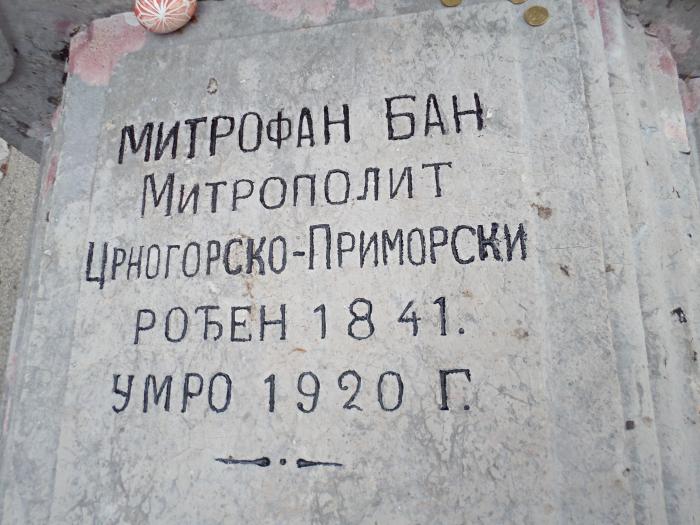 МИТРОФАН БАН
МИТРОПОЛИТ
ЦРНОГОРСКО-ПРИМОРСКИ
РОЂЕН 1841.
УМРО 1920 Г.